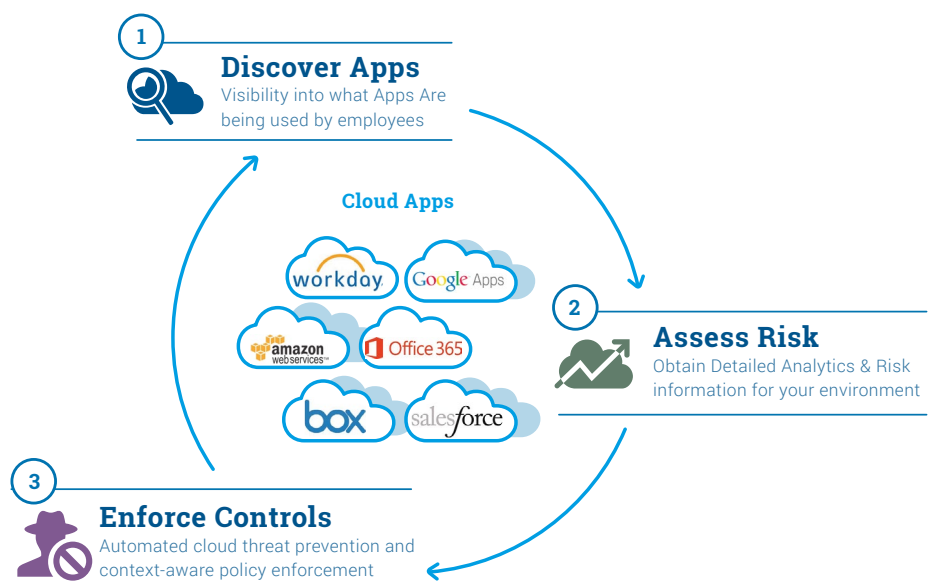 1
Discover Apps
Visibility into what Apps Are
being used by employees
Cloud Apps
workday
Google Apps
amazon
webservices™
Office 365
box
salesforce
2
Assess Risk
Obtain Detailed Analytics & Risk
information for your environment
3
Enforce Controls
Automated cloud threat prevention and
context-aware policy enforcement